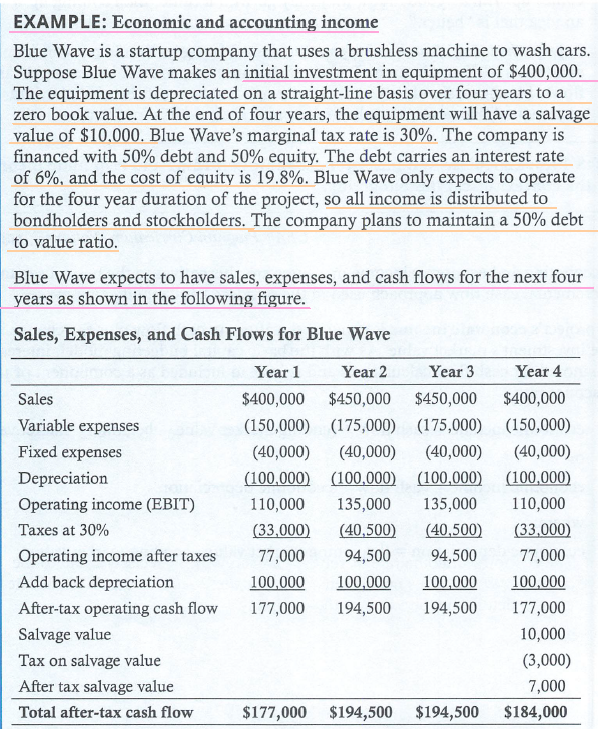 EXAMPLE: Economic and accounting income
Blue Wave is a startup company that uses a brushless machine to wash cars.
Suppose Blue Wave makes an initial investment in equipment of $400,000.
The equipment is depreciated on a straight-line basis over four years to a
zero book value. At the end of four years, the equipment will have a salvage
value of $10,000. Blue Wave's marginal tax rate is 30%. The company is
financed with 50% debt and 50% equity. The debt carries an interest rate
of 6%, and the cost of equity is 19.8%. Blue Wave only expects to operate
for the four year duration of the project, so all income is distributed to
bondholders and stockholders. The company plans to maintain a 50% debt
to value ratio.
Blue Wave expects to have sales, expenses, and cash flows for the next four
years as shown in the following figure.
Sales, Expenses, and Cash Flows for Blue Wave
Year 1 Year 2 Year 3 Year 4
Sales $400,000 $450,000 $450,000 $400,000
Variable expenses (150,000) (175,000) (175,000) (150,000)
Fixed expenses (40,000) (40,000) (40,000) (40,000)
Depreciation (100,000) (100,000) (100,000) (100,000)
Operating income (EBIT) 110,000 135,000 135,000 110,000
Taxes at 30% (33,000) (40,500) (40,500) (33,000)
Operating income after taxes 77,000 94,500 94,500 77,000
Add back depreciation 100,000 100,000 100,000 100,000
After-tax operating cash flow 177,000 194,500 194,500 177,000
Salvage value 10,000
Tax on salvage value (3,000)
After tax salvage value 7,000
Total after-tax cash flow $177,000 $194,500 $194,500 $184,000